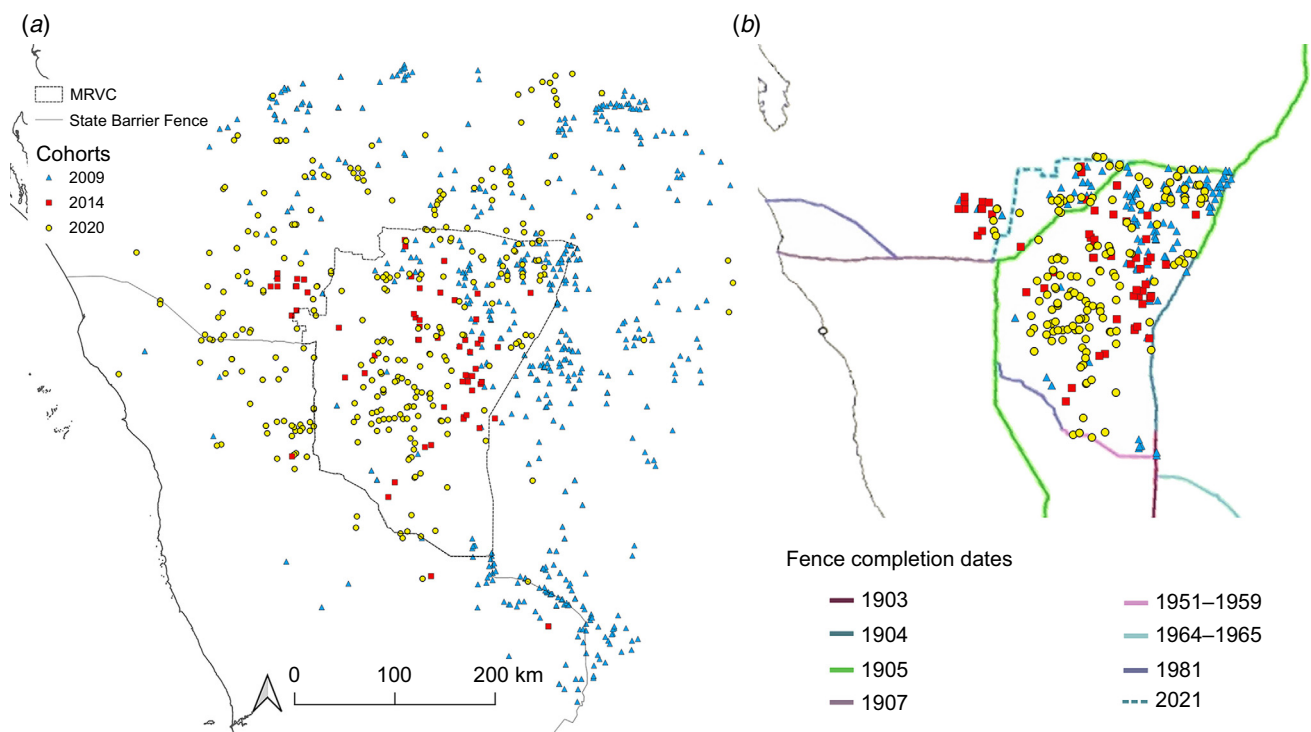 (a)
MRVC
State Barrier Fence
Cohorts
2009
2014
2020
0 100 200 km
(b)
Fence completion dates
1903
1904
1905
1907
1951–1959
1964–1965
1981
2021